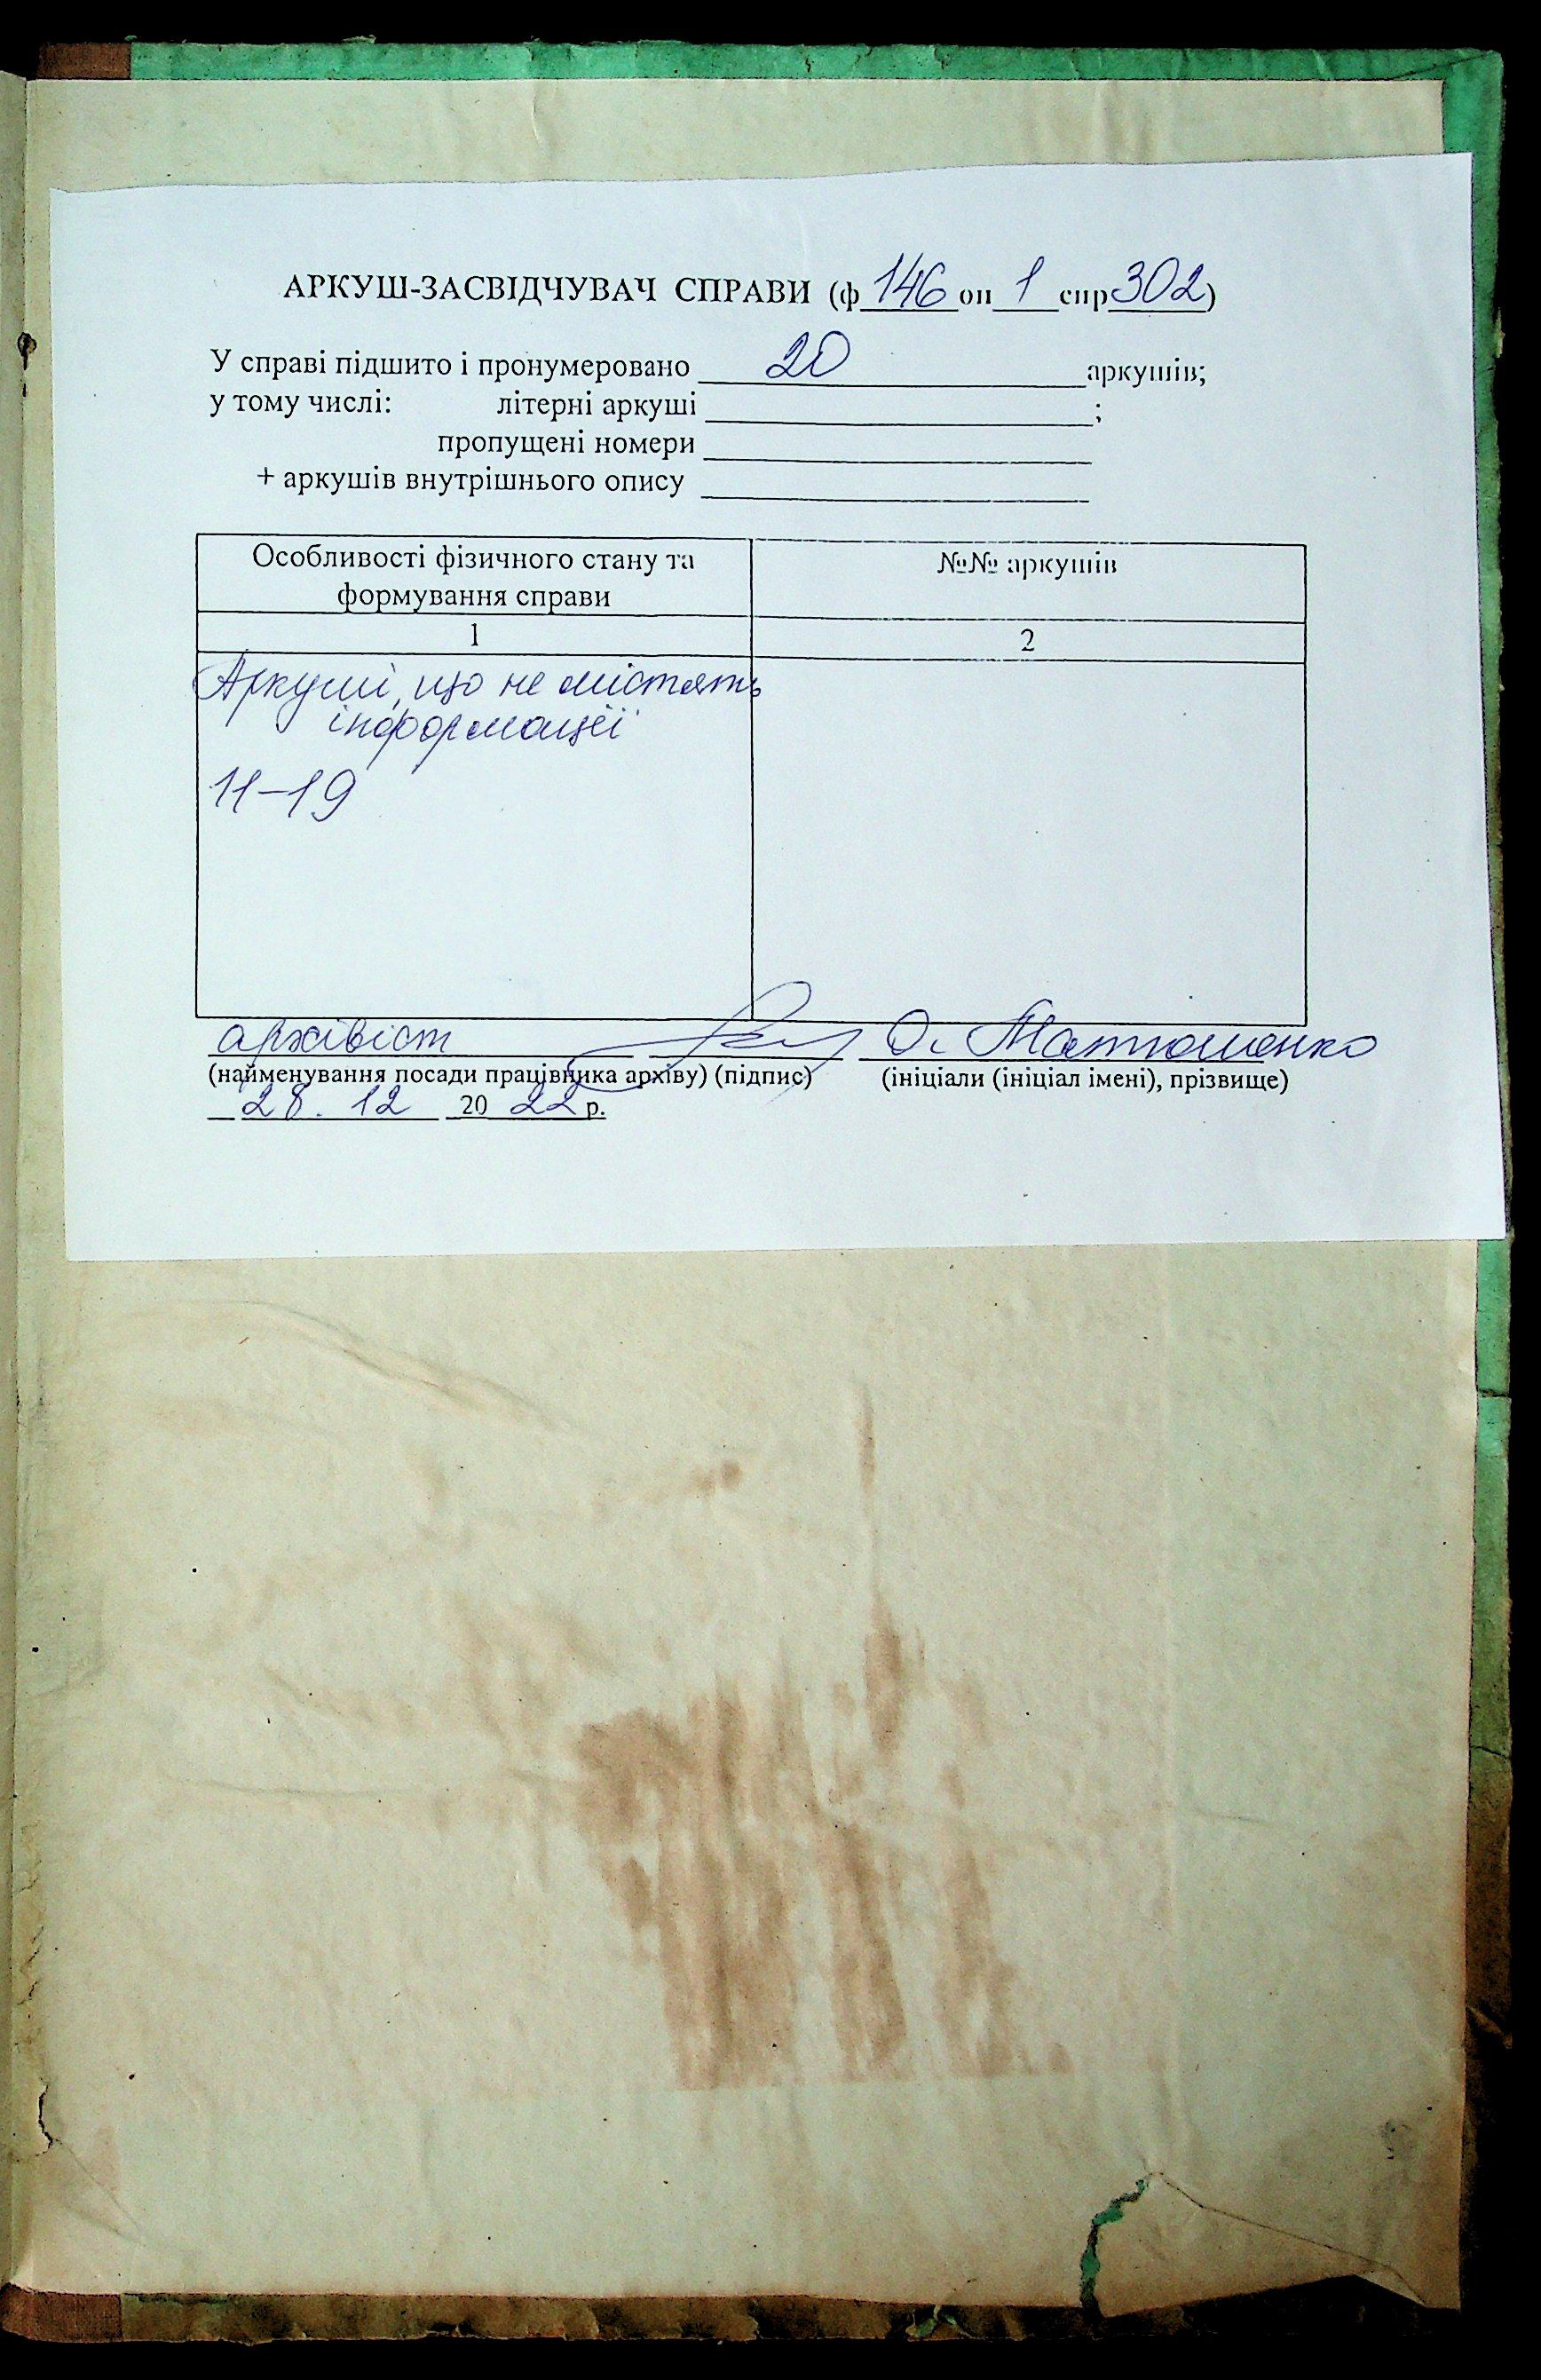 АРКУШ-ЗАСВІДЧУВАЧ СПРАВИ (ф 146 оп 1 спр 302)
У справі підшито і пронумеровано 20 аркушів;
у тому числі: літерні аркуші ;
пропущені номери
+ аркушів внутрішнього опису
Особливості фізичного стану та формування справи
№№ аркушів
1
2
Аркуші, що не містять
інформації
11-19
архівіст О. Матюшенко
(найменування посади працівника архіву) (підпис) (ініціали (ініціал імені), прізвище)
28. 12 20 22 р.